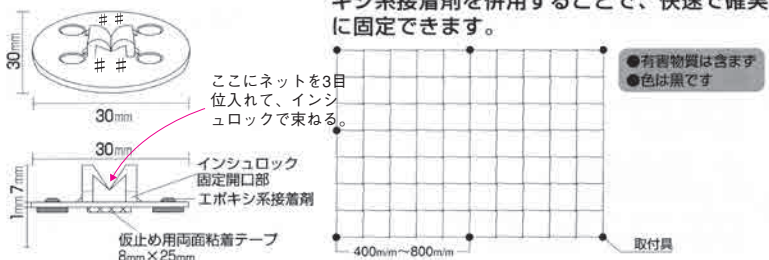 キシ系接着剤を併用することで、快速で確実
に固定できます。
30mm
30mm
ここにネットを3目
位入れて、インシ
ュロックで束ねる。
●有害物質は含まず
●色は黒です
30mm
7mm
1mm
インシュロック
固定開口部
エポキシ系接着剤
仮止め用両面粘着テープ
8mm×25mm
400m/m〜800m/m
取付具